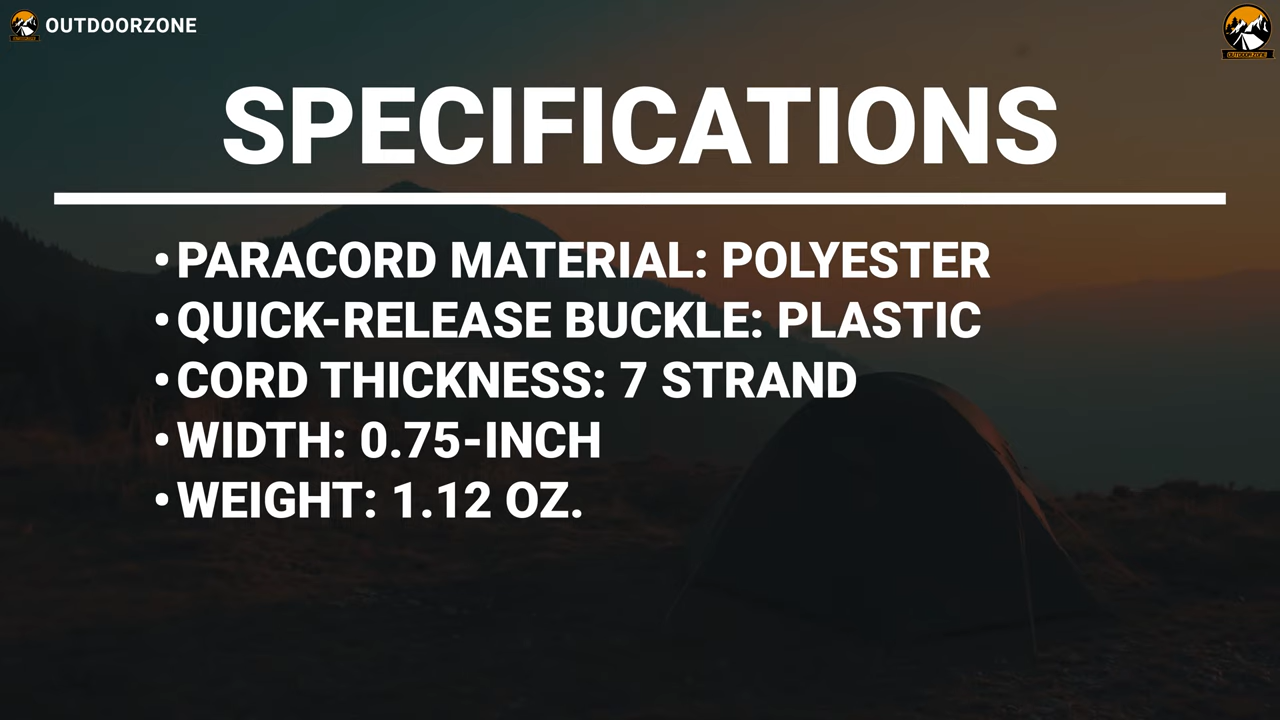 OUTDOORZONE
OUTDOORZONE
SPECIFICATIONS
• PARACORD MATERIAL: POLYESTER
• QUICK-RELEASE BUCKLE: PLASTIC
• CORD THICKNESS: 7 STRAND
• WIDTH: 0.75-INCH
• WEIGHT: 1.12 OZ.